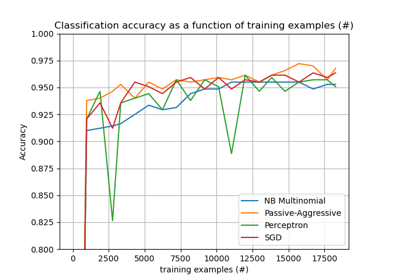 Classification accuracy as a function of training examples (#)
1.000
0.975
0.950
0.925
0.900
0.875
0.850
0.825
0.800
Accuracy
NB Multinomial
Passive-Aggressive
Perceptron
SGD
0 2500 5000 7500 10000 12500 15000 17500
training examples (#)